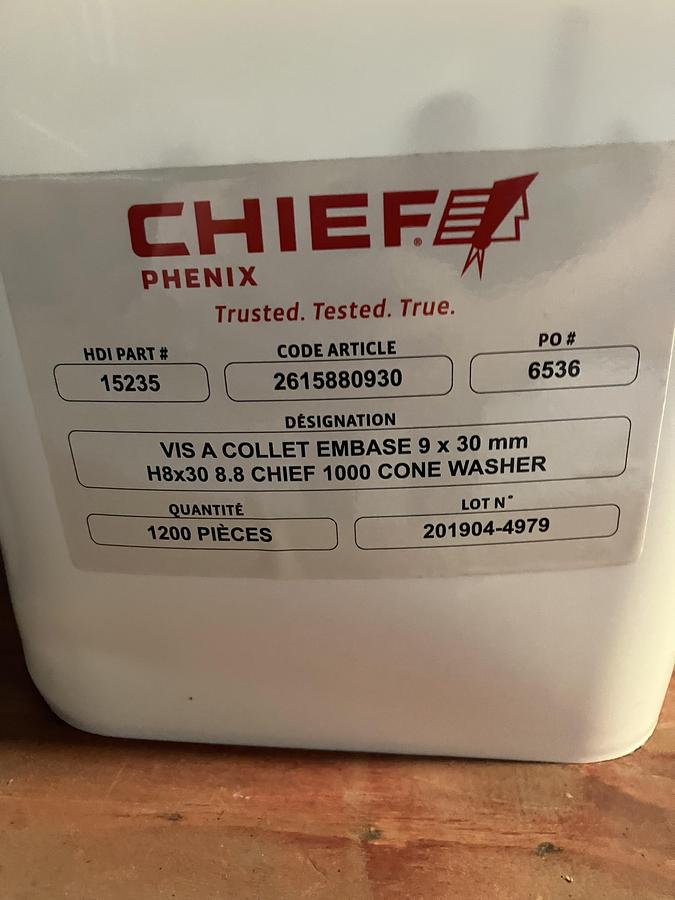 CHIEF®
PHENIX
Trusted. Tested. True.
HDI PART # CODE ARTICLE PO #
15235 2615880930 6536
DÉSIGNATION
VIS A COLLET EMBASE 9 x 30 mm
H8x30 8.8 CHIEF 1000 CONE WASHER
QUANTITÉ LOT N°
1200 PIÈCES 201904-4979